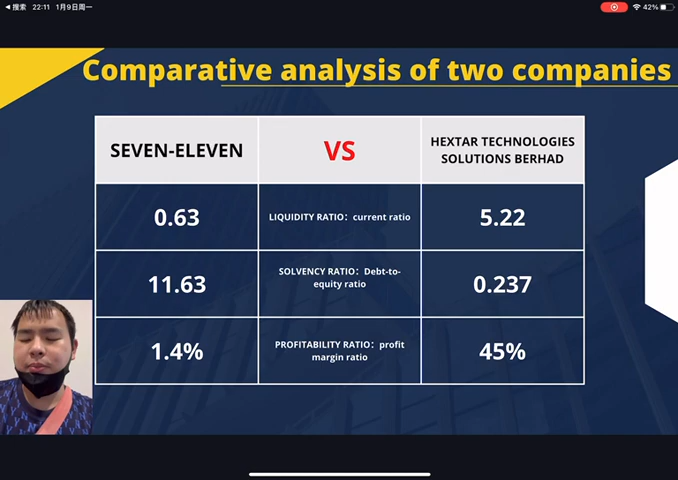 搜索 22:11 1月9日周一
42%
Comparative analysis of two companies
SEVEN-ELEVEN
VS
HEXTAR TECHNOLOGIES
SOLUTIONS BERHAD
0.63
LIQUIDITY RATIO：current ratio
5.22
11.63
SOLVENCY RATIO：Debt-to-
equity ratio
0.237
1.4%
PROFITABILITY RATIO：profit
margin ratio
45%